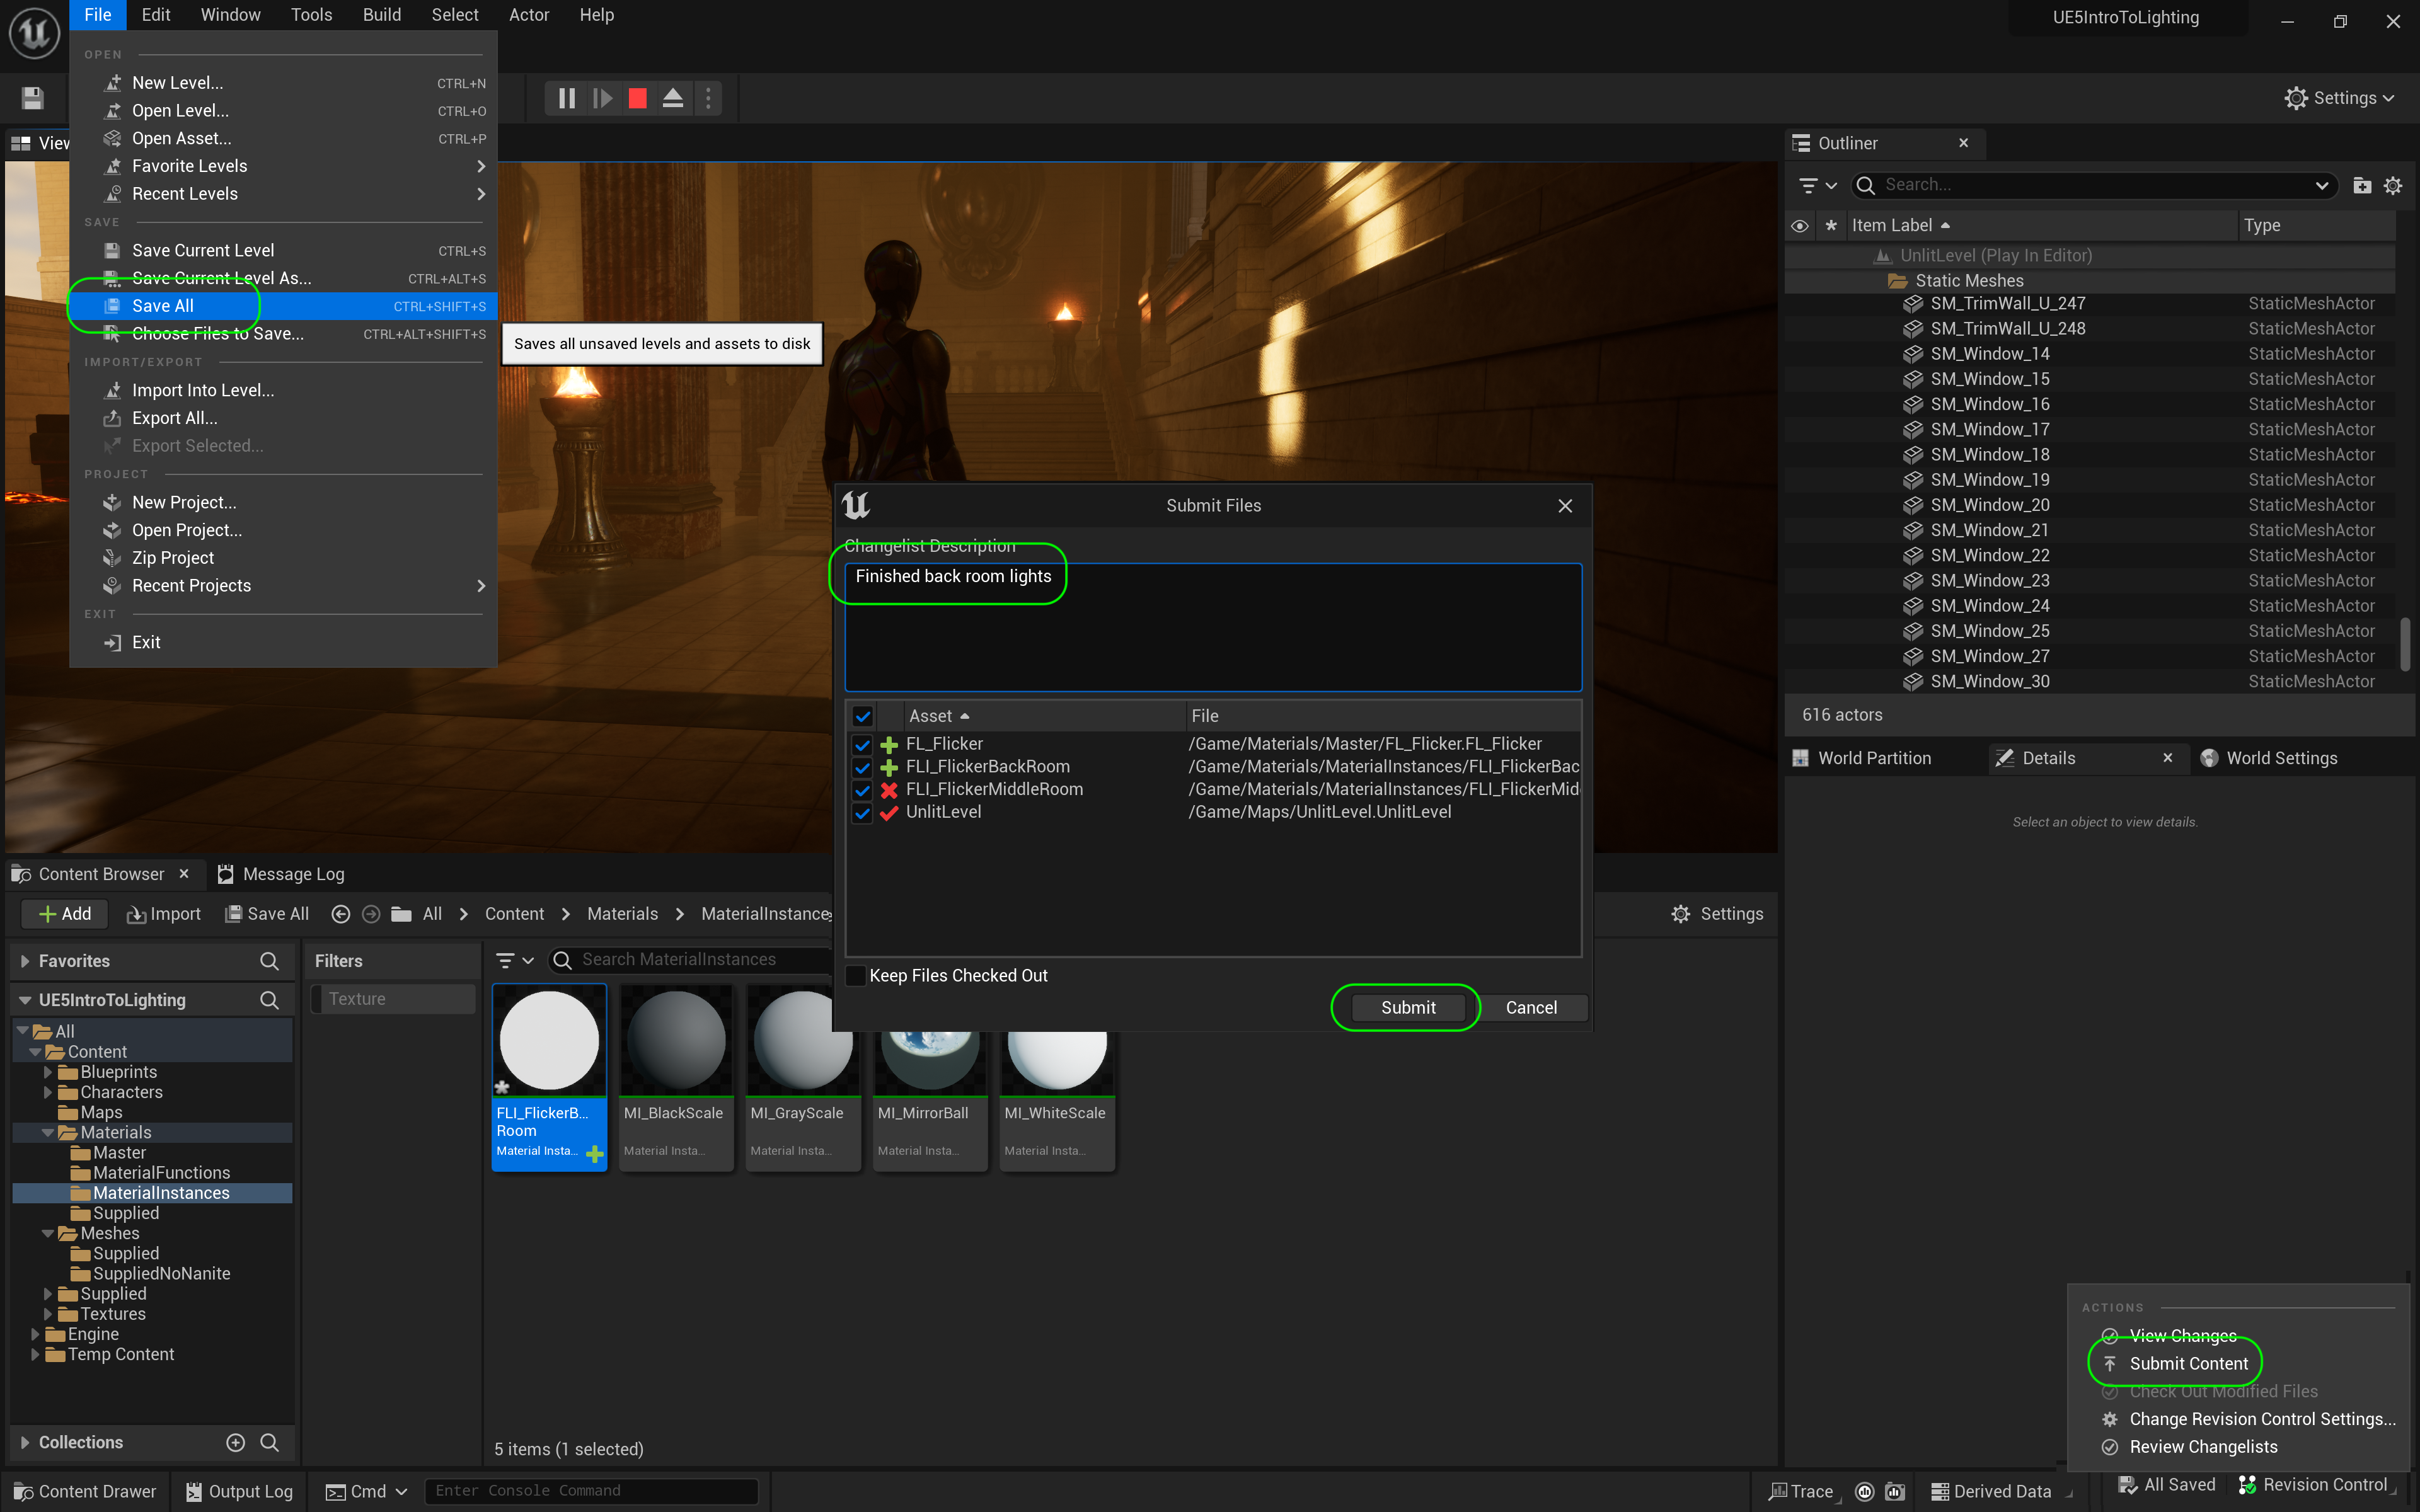 File Edit Window Tools Build Select Actor Help
UE5IntroToLighting
OPEN
New Level... CTRL+N
Open Level... CTRL+O
Open Asset... CTRL+P
Favorite Levels
Recent Levels
SAVE
Save Current Level CTRL+S
Save Current Level As... CTRL+ALT+S
Save All CTRL+SHIFT+S
Choose Files to Save... CTRL+ALT+SHIFT+S
Saves all unsaved levels and assets to disk
IMPORT/EXPORT
Import Into Level...
Export All...
Export Selected...
PROJECT
New Project...
Open Project...
Zip Project
Recent Projects
EXIT
Exit
Settings
Outliner
Search...
Item Label Type
UnlitLevel (Play In Editor)
Static Meshes
SM_TrimWall_U_247 StaticMeshActor
SM_TrimWall_U_248 StaticMeshActor
SM_Window_14 StaticMeshActor
SM_Window_15 StaticMeshActor
SM_Window_16 StaticMeshActor
SM_Window_17 StaticMeshActor
SM_Window_18 StaticMeshActor
SM_Window_19 StaticMeshActor
SM_Window_20 StaticMeshActor
SM_Window_21 StaticMeshActor
SM_Window_22 StaticMeshActor
SM_Window_23 StaticMeshActor
SM_Window_24 StaticMeshActor
SM_Window_25 StaticMeshActor
SM_Window_27 StaticMeshActor
SM_Window_30 StaticMeshActor
616 actors
World Partition Details World Settings
Select an object to view details.
Submit Files
Changelist Description
Finished back room lights
Asset File
FL_Flicker /Game/Materials/Master/FL_Flicker.FL_Flicker
FLI_FlickerBackRoom /Game/Materials/MaterialInstances/FLI_FlickerBac
FLI_FlickerMiddleRoom /Game/Materials/MaterialInstances/FLI_FlickerMid
UnlitLevel /Game/Maps/UnlitLevel.UnlitLevel
Keep Files Checked Out
Submit Cancel
Content Browser Message Log
Add Import Save All All Content Materials MaterialInstances Settings
Favorites
UE5IntroToLighting
All
Content
Blueprints
Characters
Maps
Materials
Master
MaterialFunctions
MaterialInstances
Supplied
Meshes
Supplied
SuppliedNoNanite
Supplied
Textures
Engine
Temp Content
Collections
Filters
Texture
Search MaterialInstances
FLI_FlickerB...
Room
Material Insta...
MI_BlackScale
Material Insta...
MI_GrayScale
Material Insta...
MI_MirrorBall
Material Insta...
MI_WhiteScale
Material Insta...
5 items (1 selected)
ACTIONS
View Changes
Submit Content
Check Out Modified Files
Change Revision Control Settings...
Review Changelists
Content Drawer Output Log Cmd Enter Console Command Trace Derived Data All Saved Revision Control